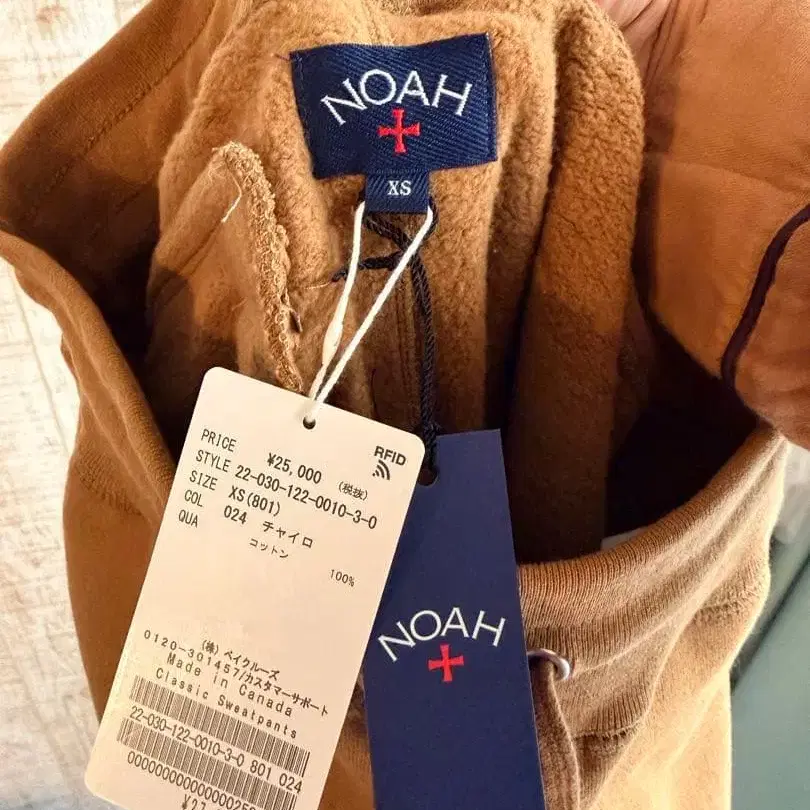 NOAH
XS
PRICE ¥25,000 (税抜)
RFID
STYLE 22-030-122-0010-3-0
SIZE XS(801)
COL 024 チャイロ
QUA コットン 100%
(株) ベイクルーズ
0120-301457/カスタマーサポート
Made in Canada
Classic Sweatpants
22-030-122-0010-3-0 801 024
NOAH